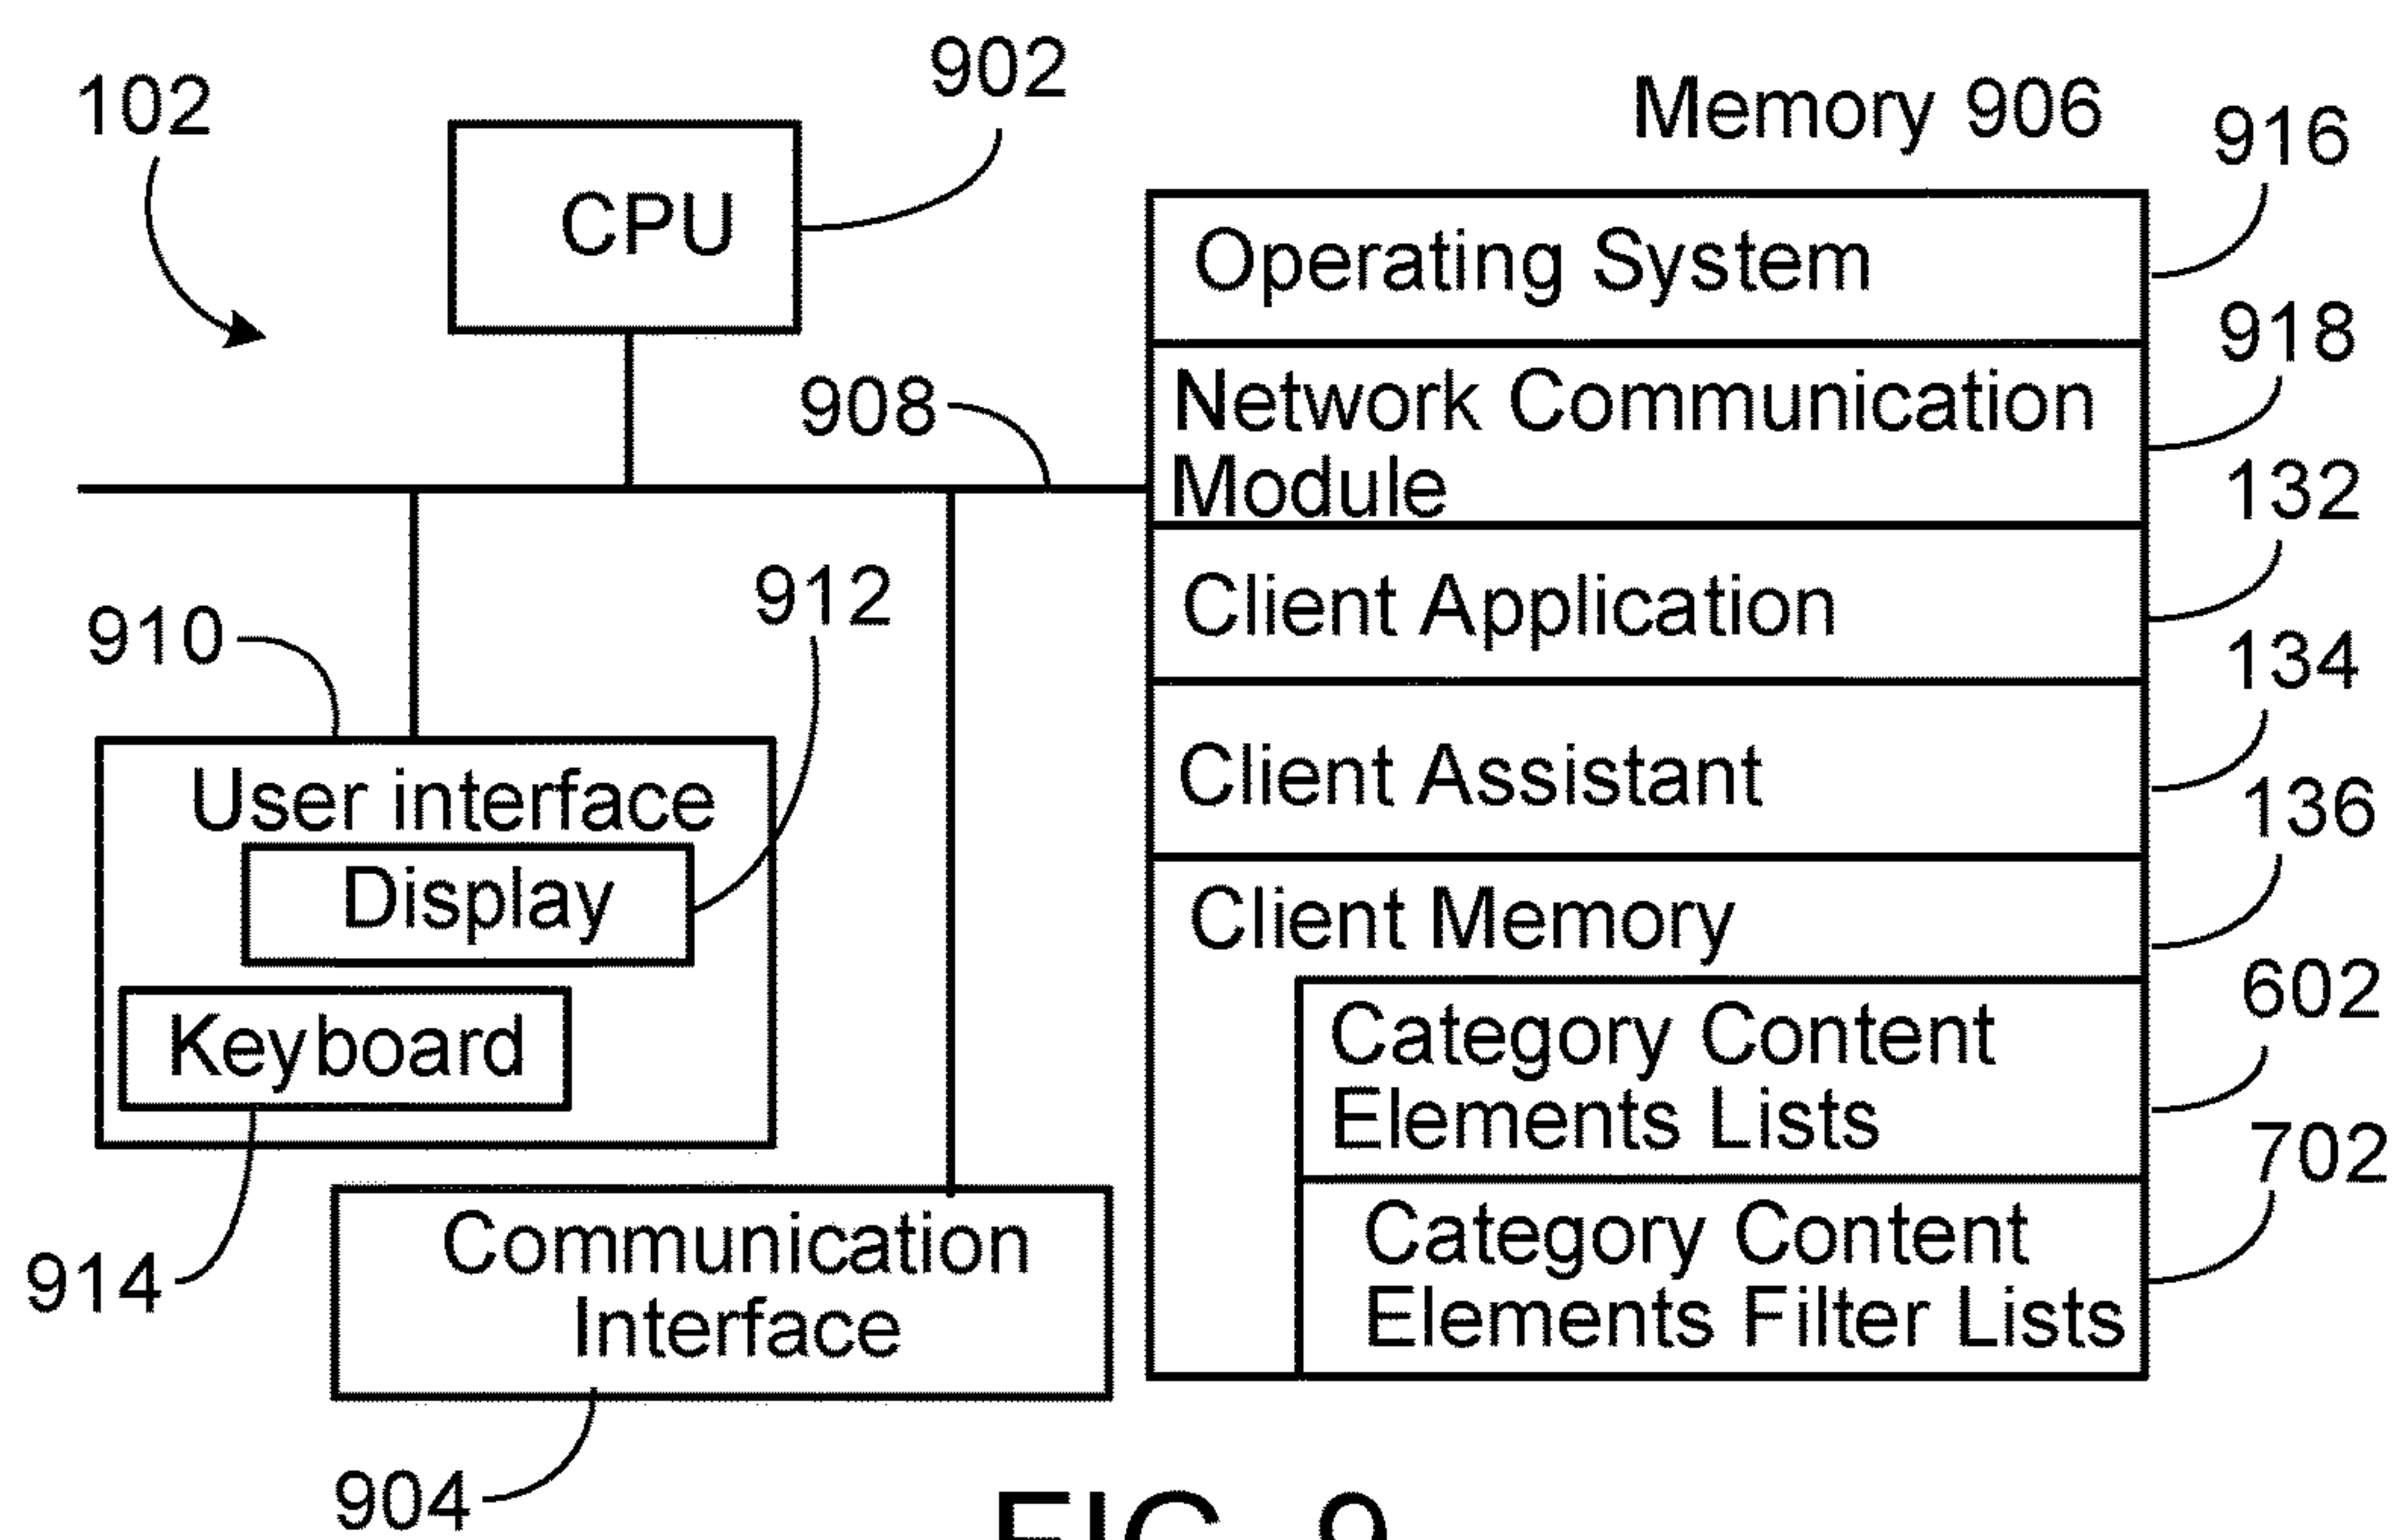 102
902
CPU
Memory 906
916
Operating System
918
Network Communication
Module
908
132
Client Application
912
910
134
Client Assistant
136
User interface
Display
Client Memory
Keyboard
602
Category Content
Elements Lists
702
Category Content
Elements Filter Lists
Communication
Interface
914
904
FIG. 9